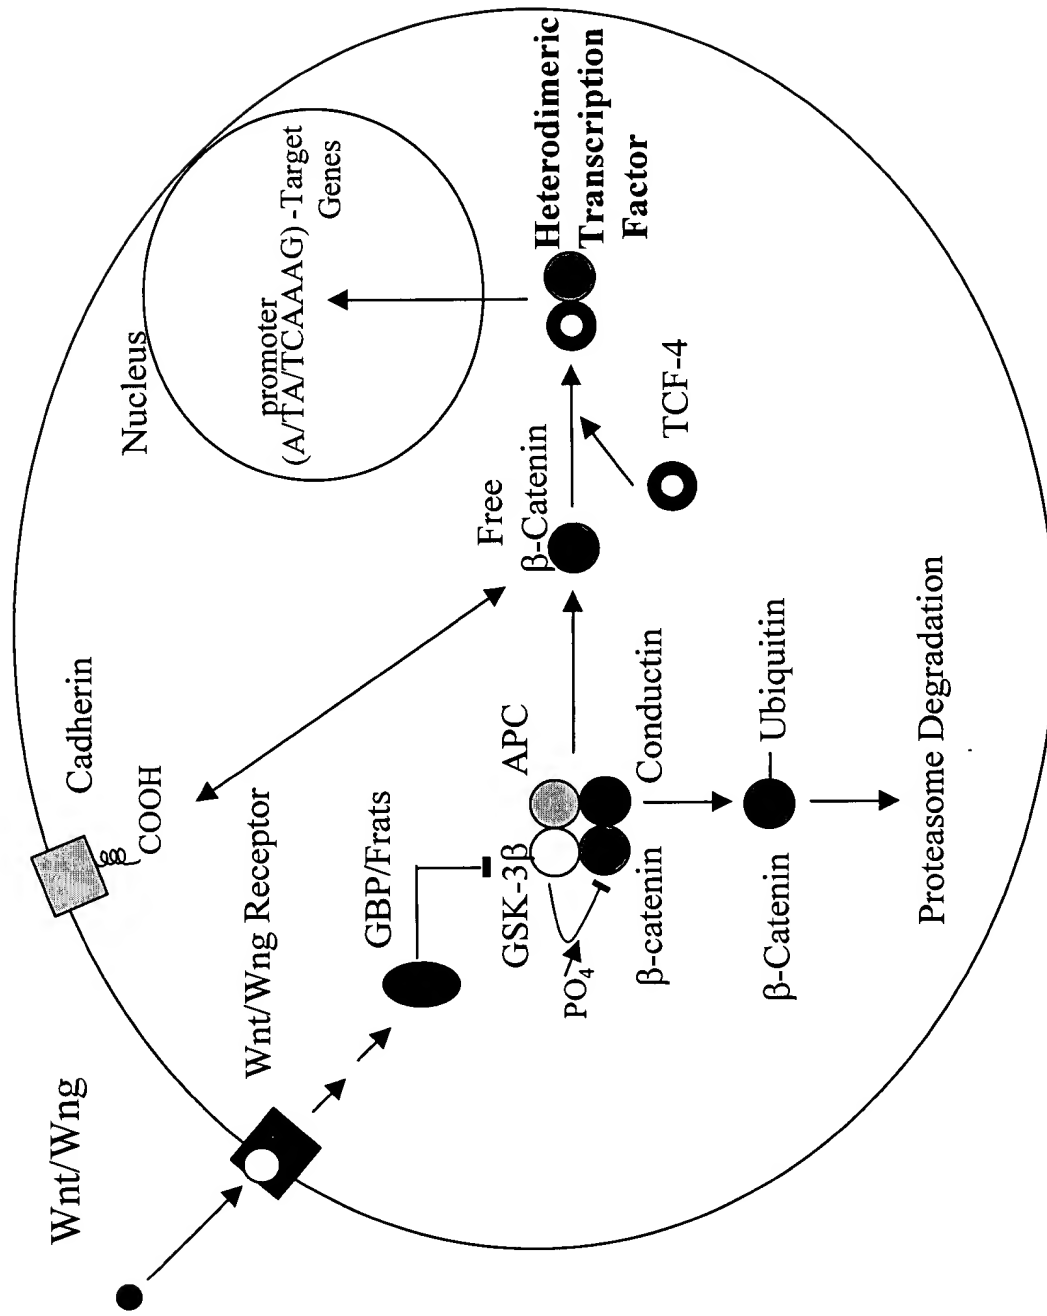 Wnt/Wng
Wnt/Wng Receptor
Cadherin
COOH
Nucleus
promoter
(A/TA/TCAAAG) -Target
Genes
GBP/Frats
GSK-3β
APC
PO4
β-catenin
Conductin
Free
β-Catenin
TCF-4
Heterodimeric
Transcription
Factor
β-Catenin
Ubiquitin
Proteasome Degradation